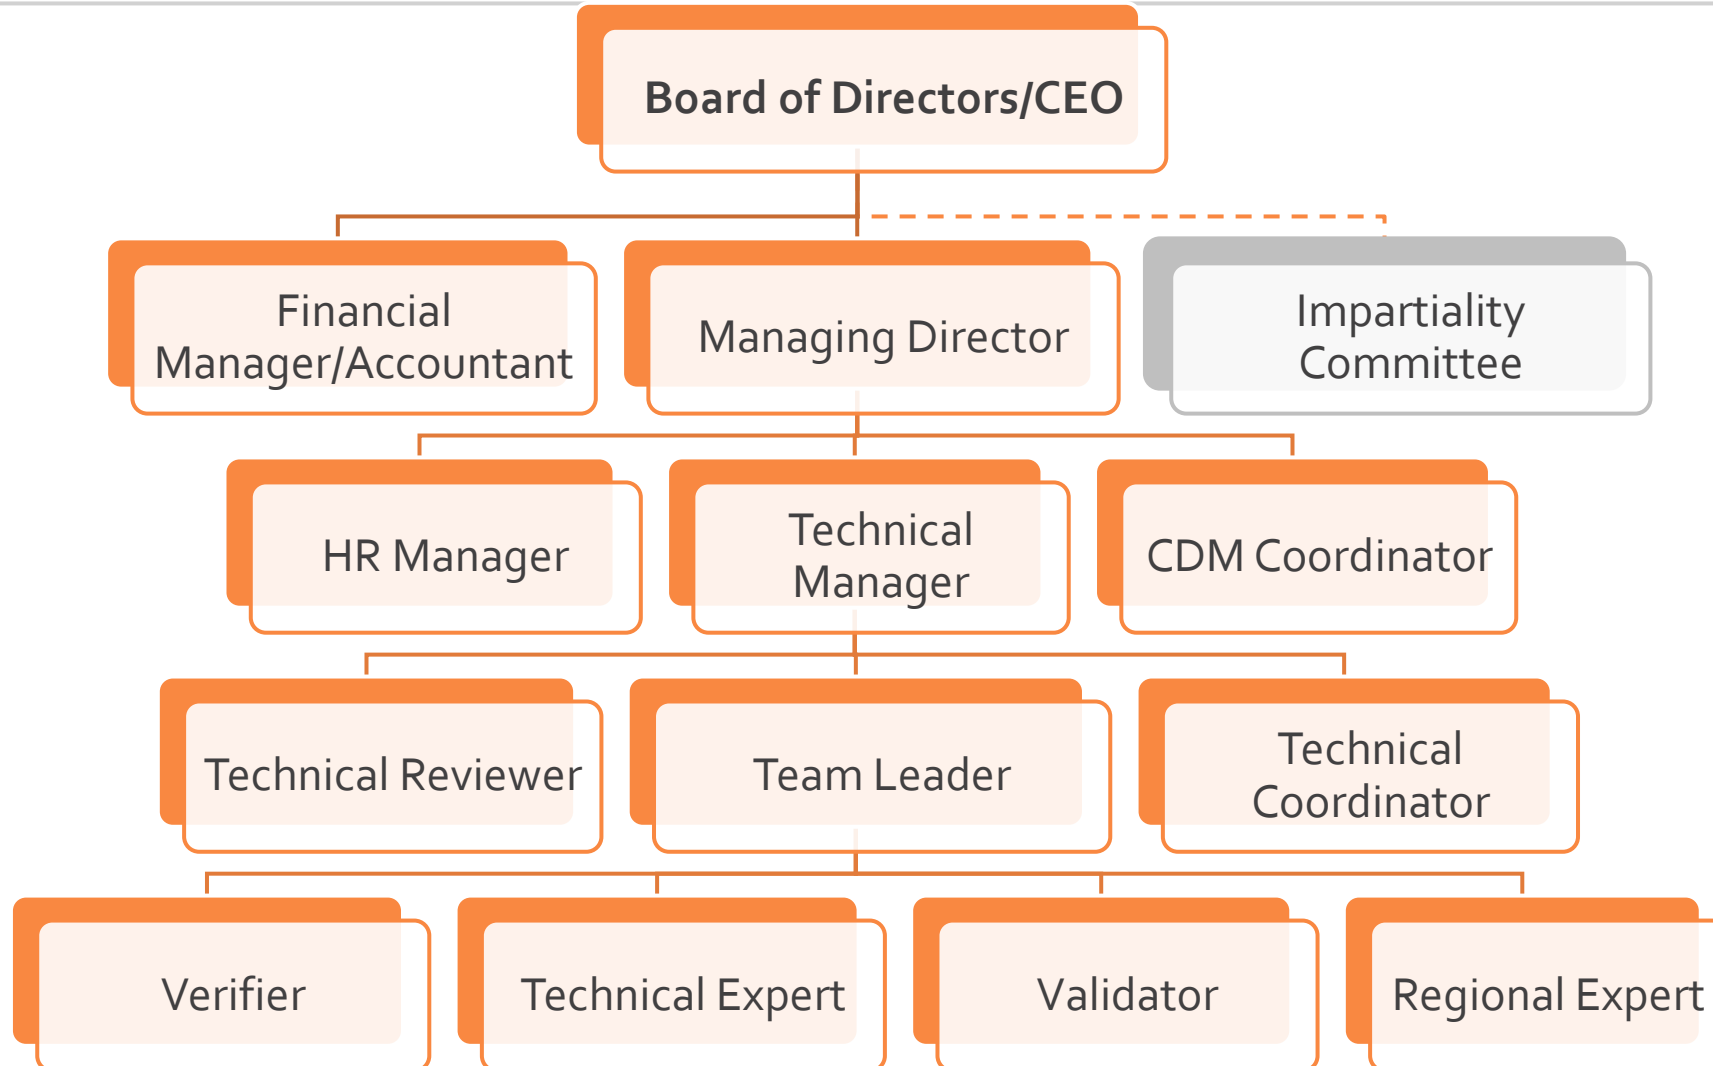 Board of Directors/CEO
Financial
Manager/Accountant
Managing Director
Impartiality
Committee
HR Manager
Technical
Manager
CDM Coordinator
Technical Reviewer
Team Leader
Technical
Coordinator
Verifier
Technical Expert
Validator
Regional Expert